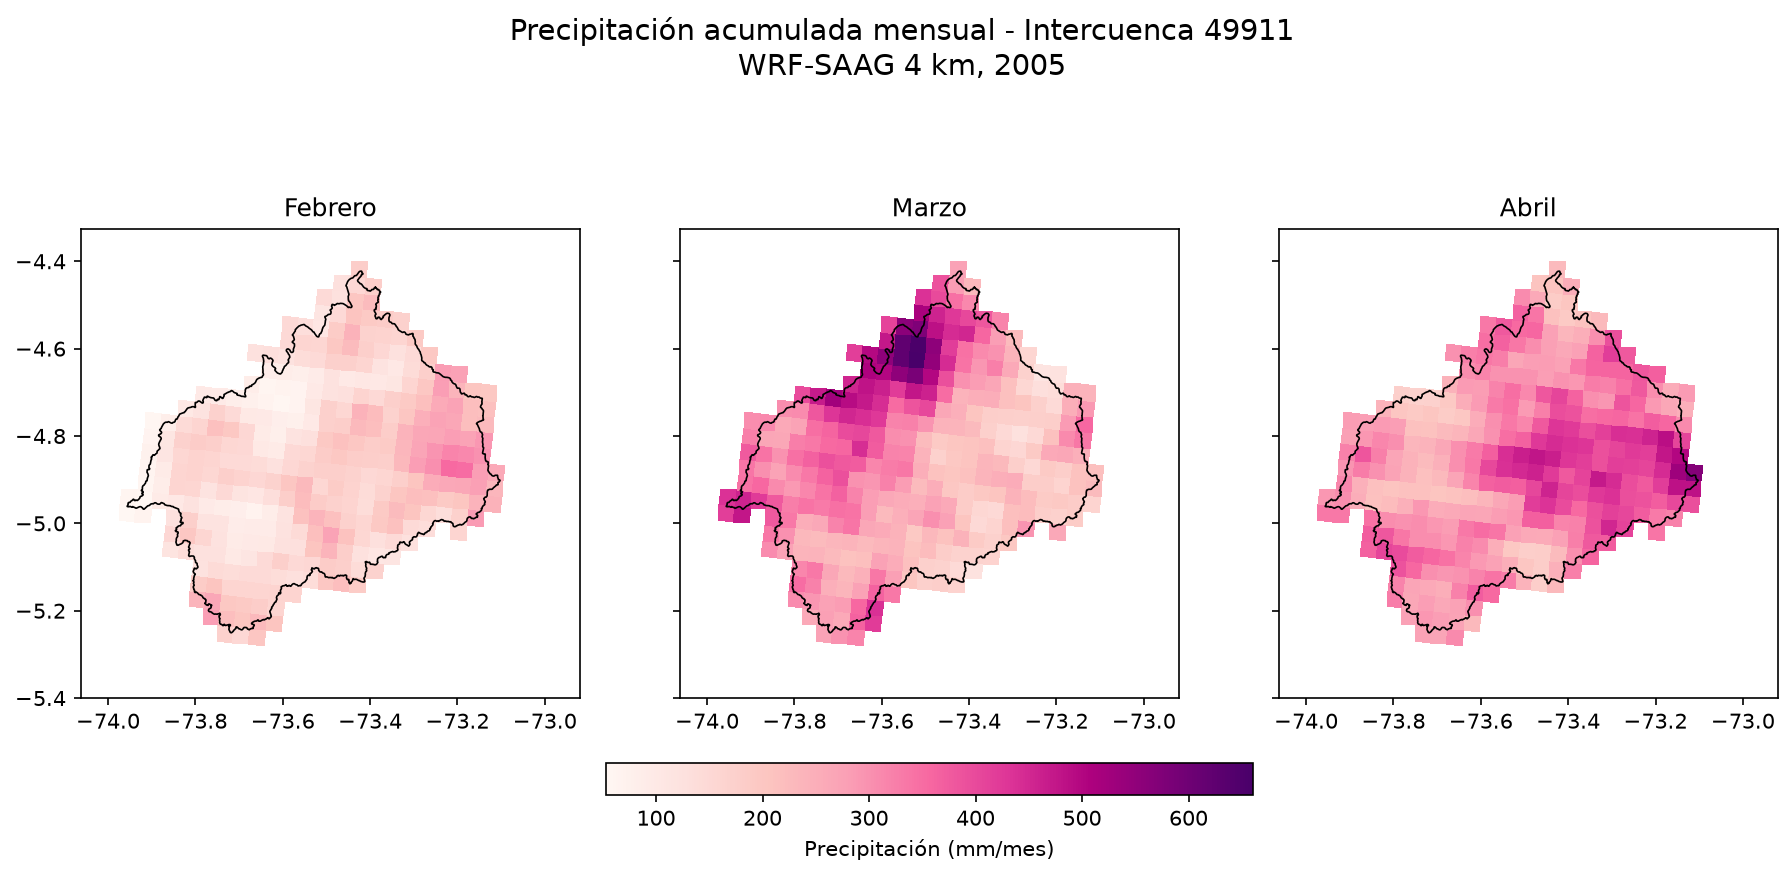 Precipitación acumulada mensual - Intercuenca 49911
WRF-SAAG 4 km, 2005
Febrero
Marzo
Abril
−4.4
−4.6
−4.8
−5.0
−5.2
−5.4
−74.0 −73.8 −73.6 −73.4 −73.2 −73.0
−74.0 −73.8 −73.6 −73.4 −73.2 −73.0
−74.0 −73.8 −73.6 −73.4 −73.2 −73.0
100 200 300 400 500 600
Precipitación (mm/mes)